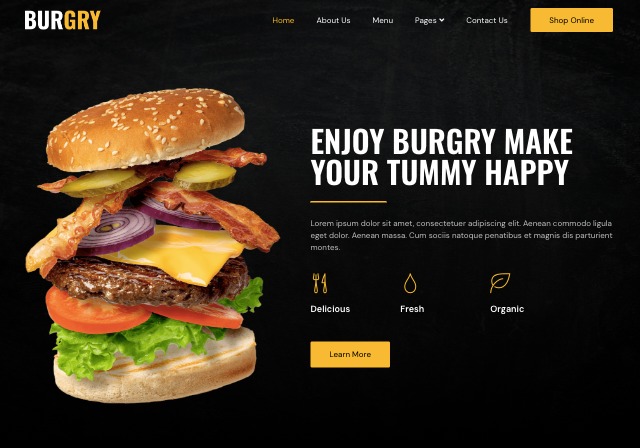 BURGRY
Home
About Us
Menu
Pages
Contact Us
Shop Online
ENJOY BURGRY MAKE
YOUR TUMMY HAPPY
Lorem ipsum dolor sit amet, consectetuer adipiscing elit. Aenean commodo ligula
eget dolor. Aenean massa. Cum sociis natoque penatibus et magnis dis parturient
montes.
Delicious
Fresh
Organic
Learn More